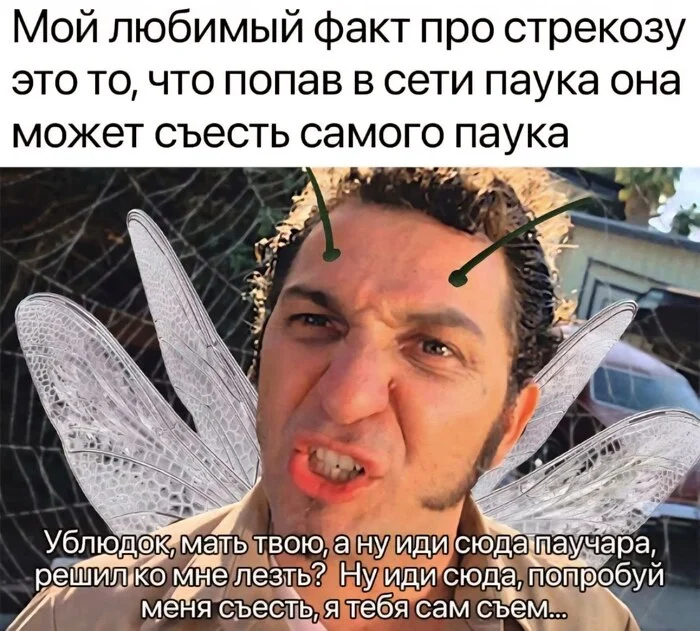 Мой любимый факт про стрекозу
это то, что попав в сети паука она
может съесть самого паука
Ублюдок, мать твою, а ну иди сюда паучара,
решил ко мне лезть? Ну иди сюда, попробуй
меня съесть, я тебя сам съем...